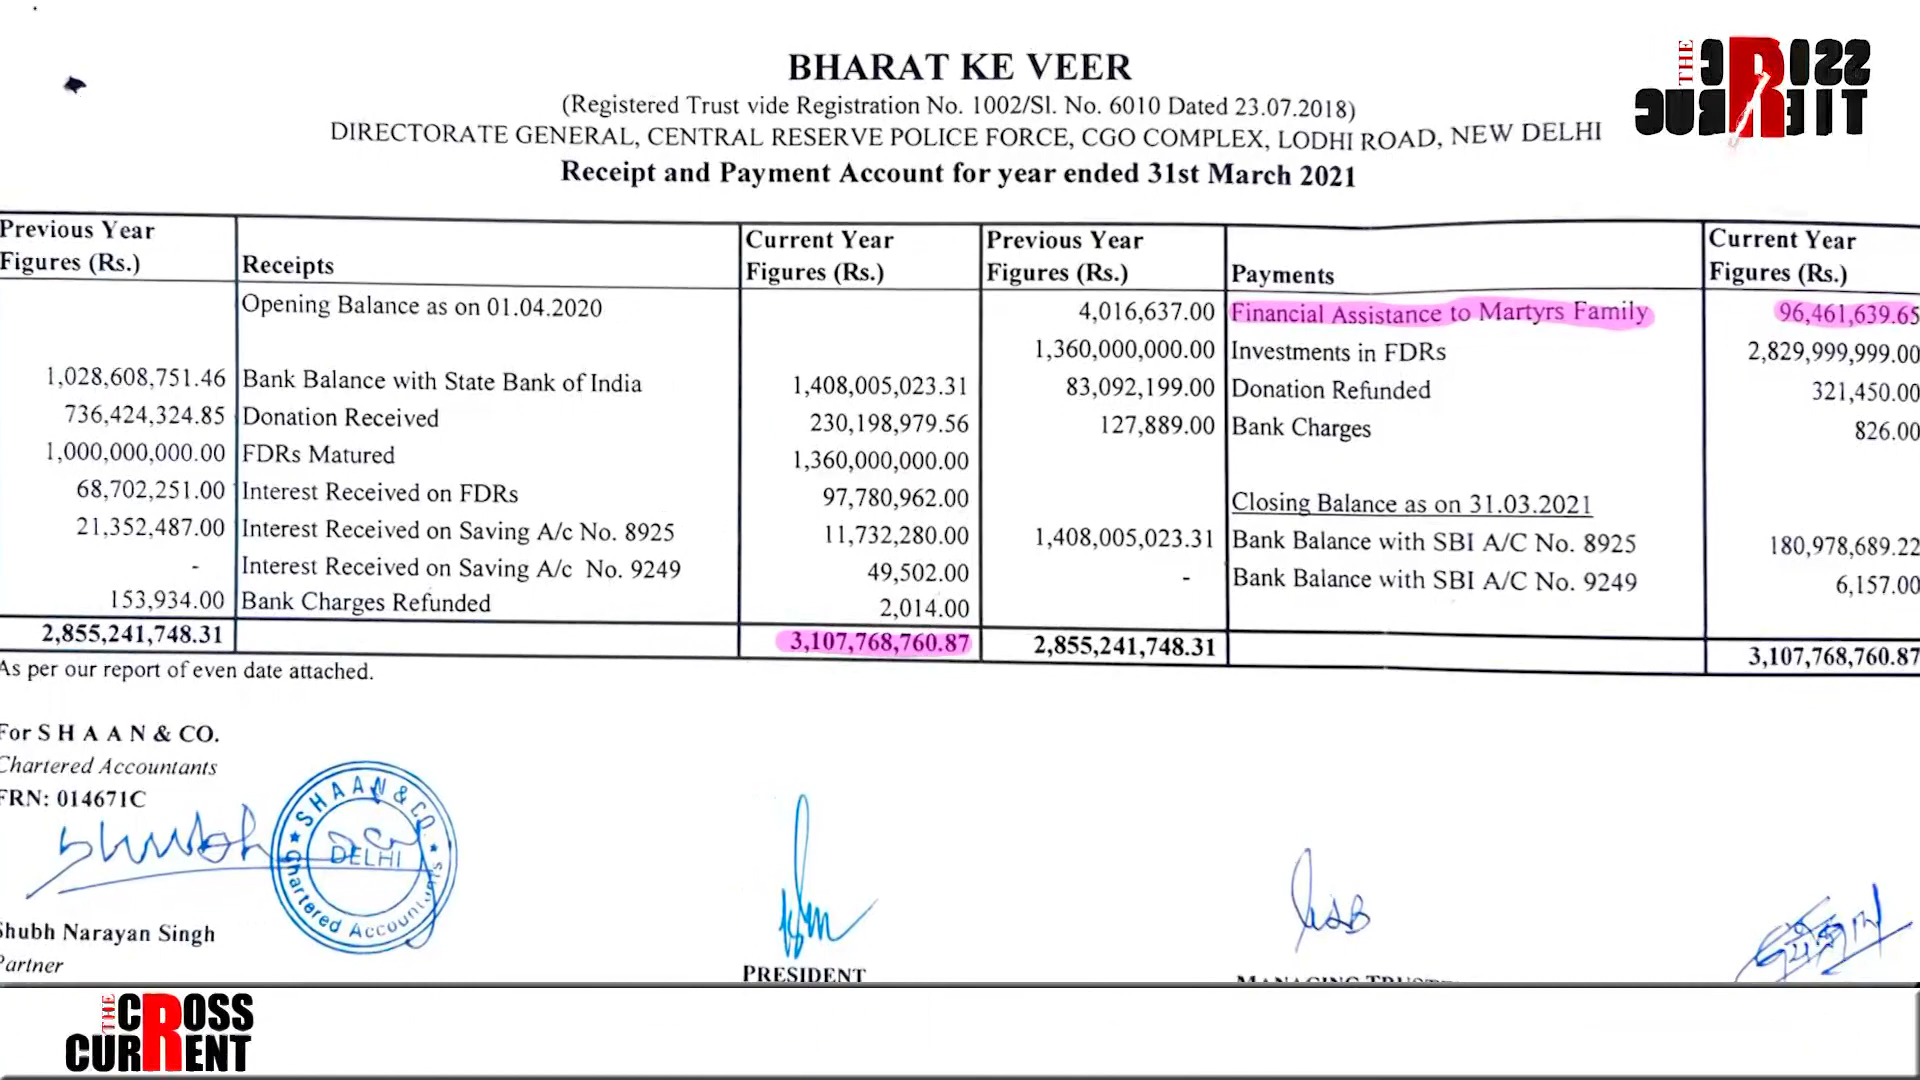 BHARAT KE VEER
(Registered Trust vide Registration No. 1002/SI. No. 6010 Dated 23.07.2018)
DIRECTORATE GENERAL, CENTRAL RESERVE POLICE FORCE, CGO COMPLEX, LODHI ROAD, NEW DELHI
Receipt and Payment Account for year ended 31st March 2021
THE CROSS
CURRENT
Previous Year Figures (Rs.) Receipts Current Year Figures (Rs.) Previous Year Figures (Rs.) Payments Current Year Figures (Rs.)
Opening Balance as on 01.04.2020 4,016,637.00 Financial Assistance to Martyrs Family 96,461,639.65
1,360,000,000.00 Investments in FDRs 2,829,999,999.00
1,028,608,751.46 Bank Balance with State Bank of India 1,408,005,023.31 83,092,199.00 Donation Refunded 321,450.00
736,424,324.85 Donation Received 230,198,979.56 127,889.00 Bank Charges 826.00
1,000,000,000.00 FDRs Matured 1,360,000,000.00
68,702,251.00 Interest Received on FDRs 97,780,962.00 Closing Balance as on 31.03.2021
21,352,487.00 Interest Received on Saving A/c No. 8925 11,732,280.00 1,408,005,023.31 Bank Balance with SBI A/C No. 8925 180,978,689.22
- Interest Received on Saving A/c No. 9249 49,502.00 - Bank Balance with SBI A/C No. 9249 6,157.00
153,934.00 Bank Charges Refunded 2,014.00
2,855,241,748.31 3,107,768,760.87 2,855,241,748.31 3,107,768,760.87
As per our report of even date attached.
For S H A A N & CO.
Chartered Accountants
FRN: 014671C
SHAAN & CO.
DELHI
Chartered Accountants
Shubh Narayan Singh
Partner
PRESIDENT
THE CROSS
CURRENT